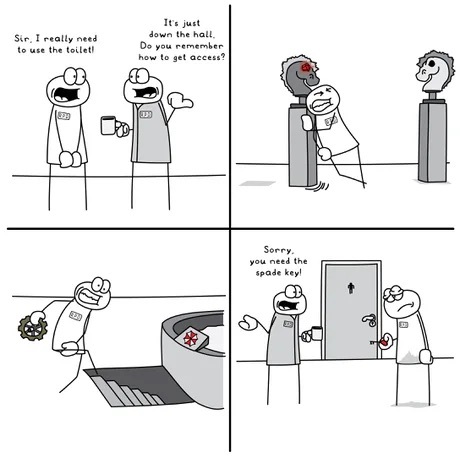 Sir, I really need
to use the toilet!
It's just
down the hall.
Do you remember
how to get access?
Sorry,
you need the
spade key!